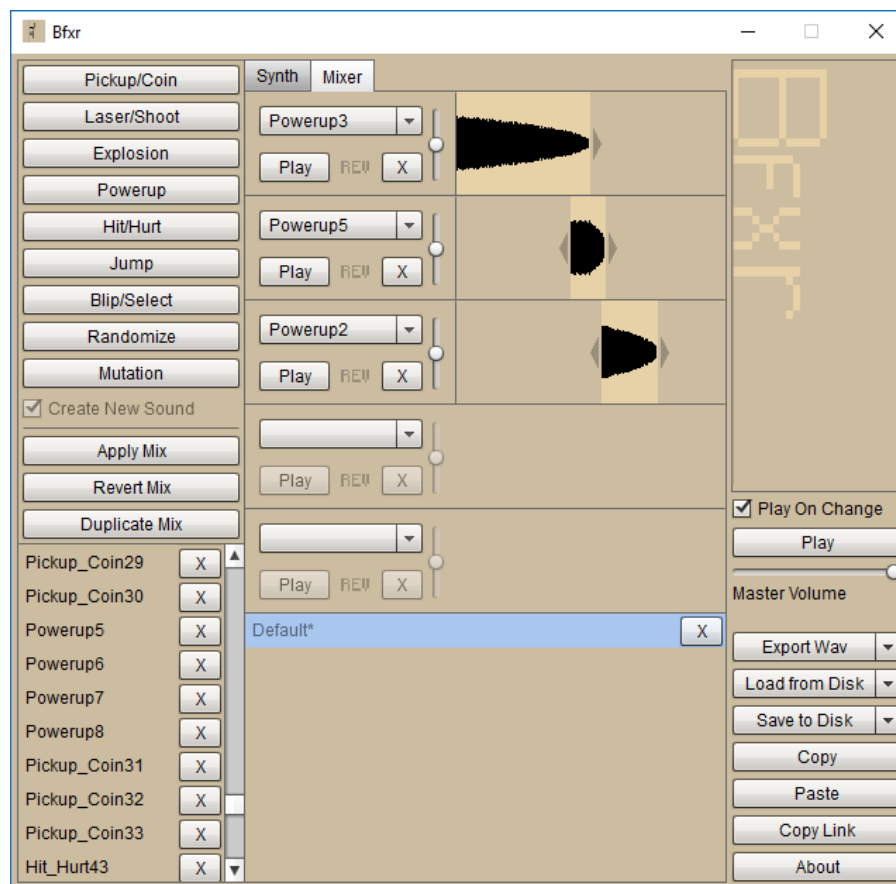 Bfxr
Pickup/Coin
Laser/Shoot
Explosion
Powerup
Hit/Hurt
Jump
Blip/Select
Randomize
Mutation
Create New Sound
Apply Mix
Revert Mix
Duplicate Mix
Pickup_Coin29 X
Pickup_Coin30 X
Powerup5 X
Powerup6 X
Powerup7 X
Powerup8 X
Pickup_Coin31 X
Pickup_Coin32 X
Pickup_Coin33 X
Hit_Hurt43 X
Synth Mixer
Powerup3
Play REV X
Powerup5
Play REV X
Powerup2
Play REV X
Play REV X
Play REV X
Default* X
Bfxr
Play On Change
Play
Master Volume
Export Wav
Load from Disk
Save to Disk
Copy
Paste
Copy Link
About